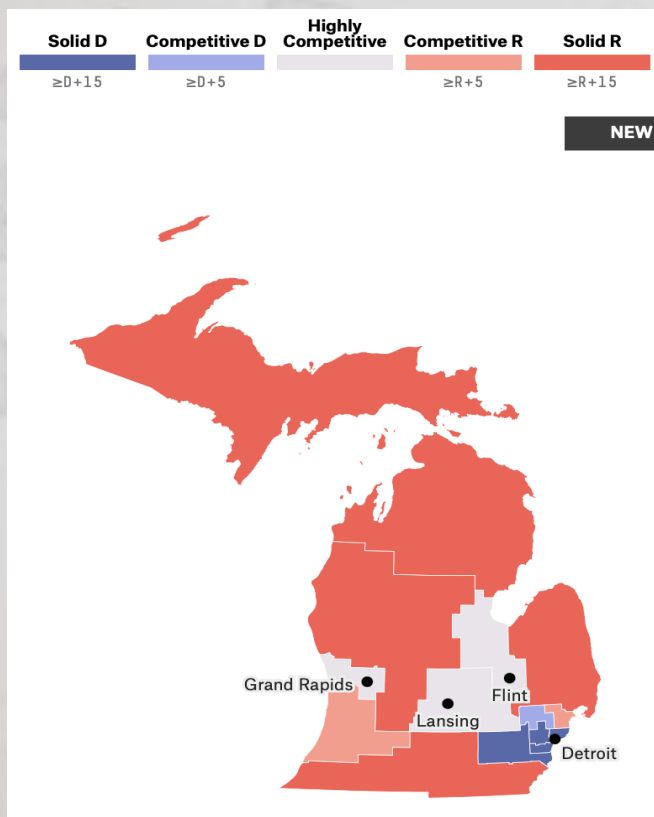 Solid D
Competitive D
Highly
Competitive
Competitive R
Solid R
≥D+15
≥D+5
≥R+5
≥R+15
NEW
Grand Rapids
Lansing
Flint
Detroit